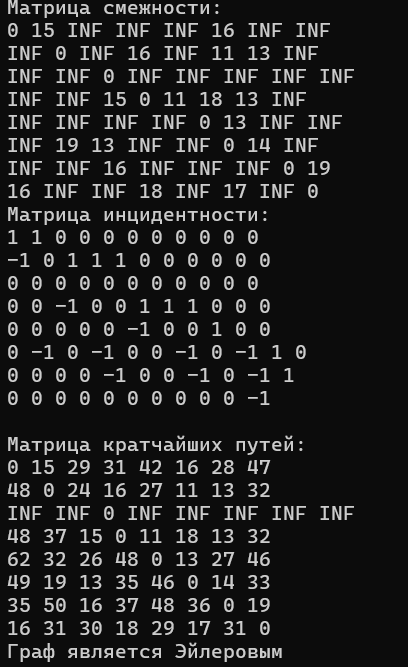 Матрица смежности:
0 15 INF INF INF 16 INF INF
INF 0 INF 16 INF 11 13 INF
INF INF 0 INF INF INF INF INF
INF INF 15 0 11 18 13 INF
INF INF INF INF 0 13 INF INF
INF 19 13 INF INF 0 14 INF
INF INF 16 INF INF INF 0 19
16 INF INF 18 INF 17 INF 0
Матрица инцидентности:
1 1 0 0 0 0 0 0 0 0 0
-1 0 1 1 1 0 0 0 0 0 0
0 0 0 0 0 0 0 0 0 0 0
0 0 -1 0 0 1 1 1 0 0 0
0 0 0 0 0 -1 0 0 1 0 0
0 -1 0 -1 0 0 -1 0 -1 1 0
0 0 0 0 -1 0 0 -1 0 -1 1
0 0 0 0 0 0 0 0 0 0 -1
Матрица кратчайших путей:
0 15 29 31 42 16 28 47
48 0 24 16 27 11 13 32
INF INF 0 INF INF INF INF INF
48 37 15 0 11 18 13 32
62 32 26 48 0 13 27 46
49 19 13 35 46 0 14 33
35 50 16 37 48 36 0 19
16 31 30 18 29 17 31 0
Граф является Эйлеровым